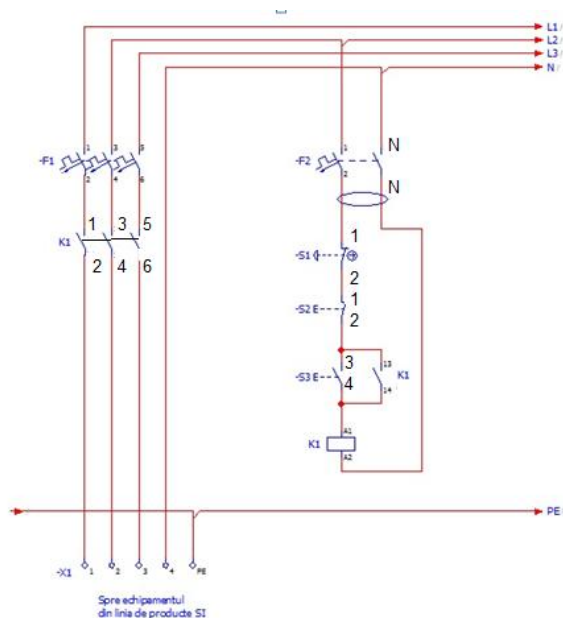 L1 /
L2 /
L3 /
N /
-F1
1 3 5
2 4 6
-F2
1
2
N
N
K1
1 3 5
2 4 6
-S1
1
2
-S2 E
1
2
-S3 E
3
4
13
14
K1
K1
A1
A2
PE
-X1
1 2 3 4 PE
Spre echipamentul
din linia de producte SI